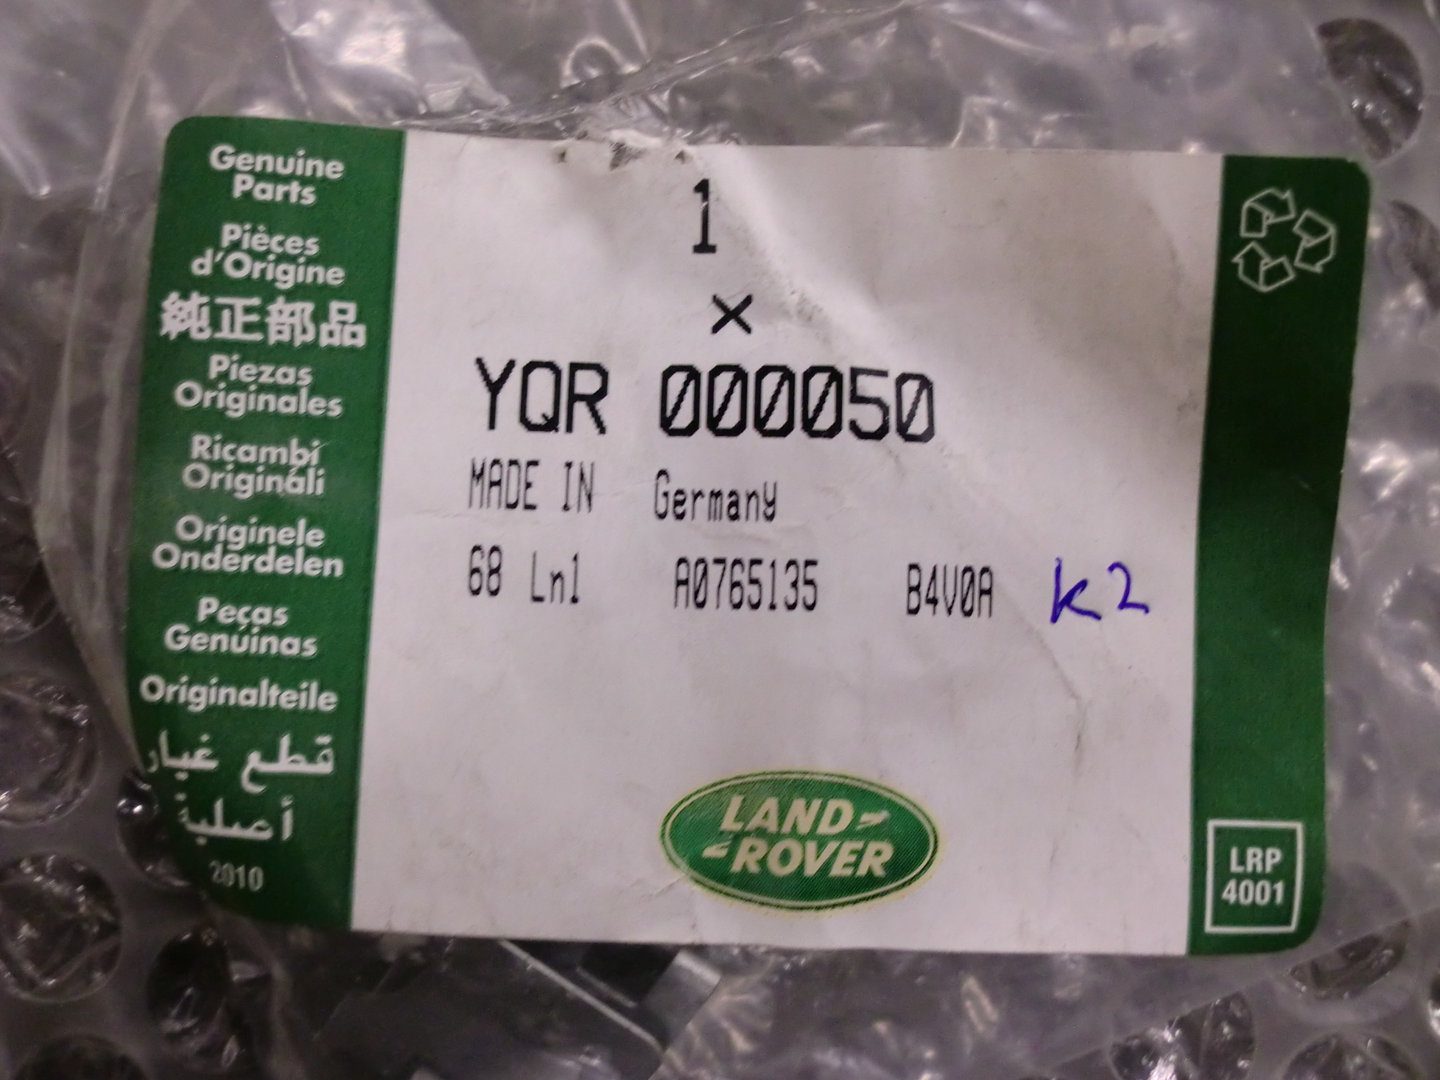 Genuine
Parts
Pièces
d'Origine
純正部品
Piezas
Originales
Ricambi
Originali
Originele
Onderdelen
Peças
Genuinas
Originalteile
قطع غيار
أصلية
2010
1
×
YQR 000050
MADE IN Germany
68 Ln1 A0765135 B4V0A K2
LAND-
-ROVER
LRP
4001